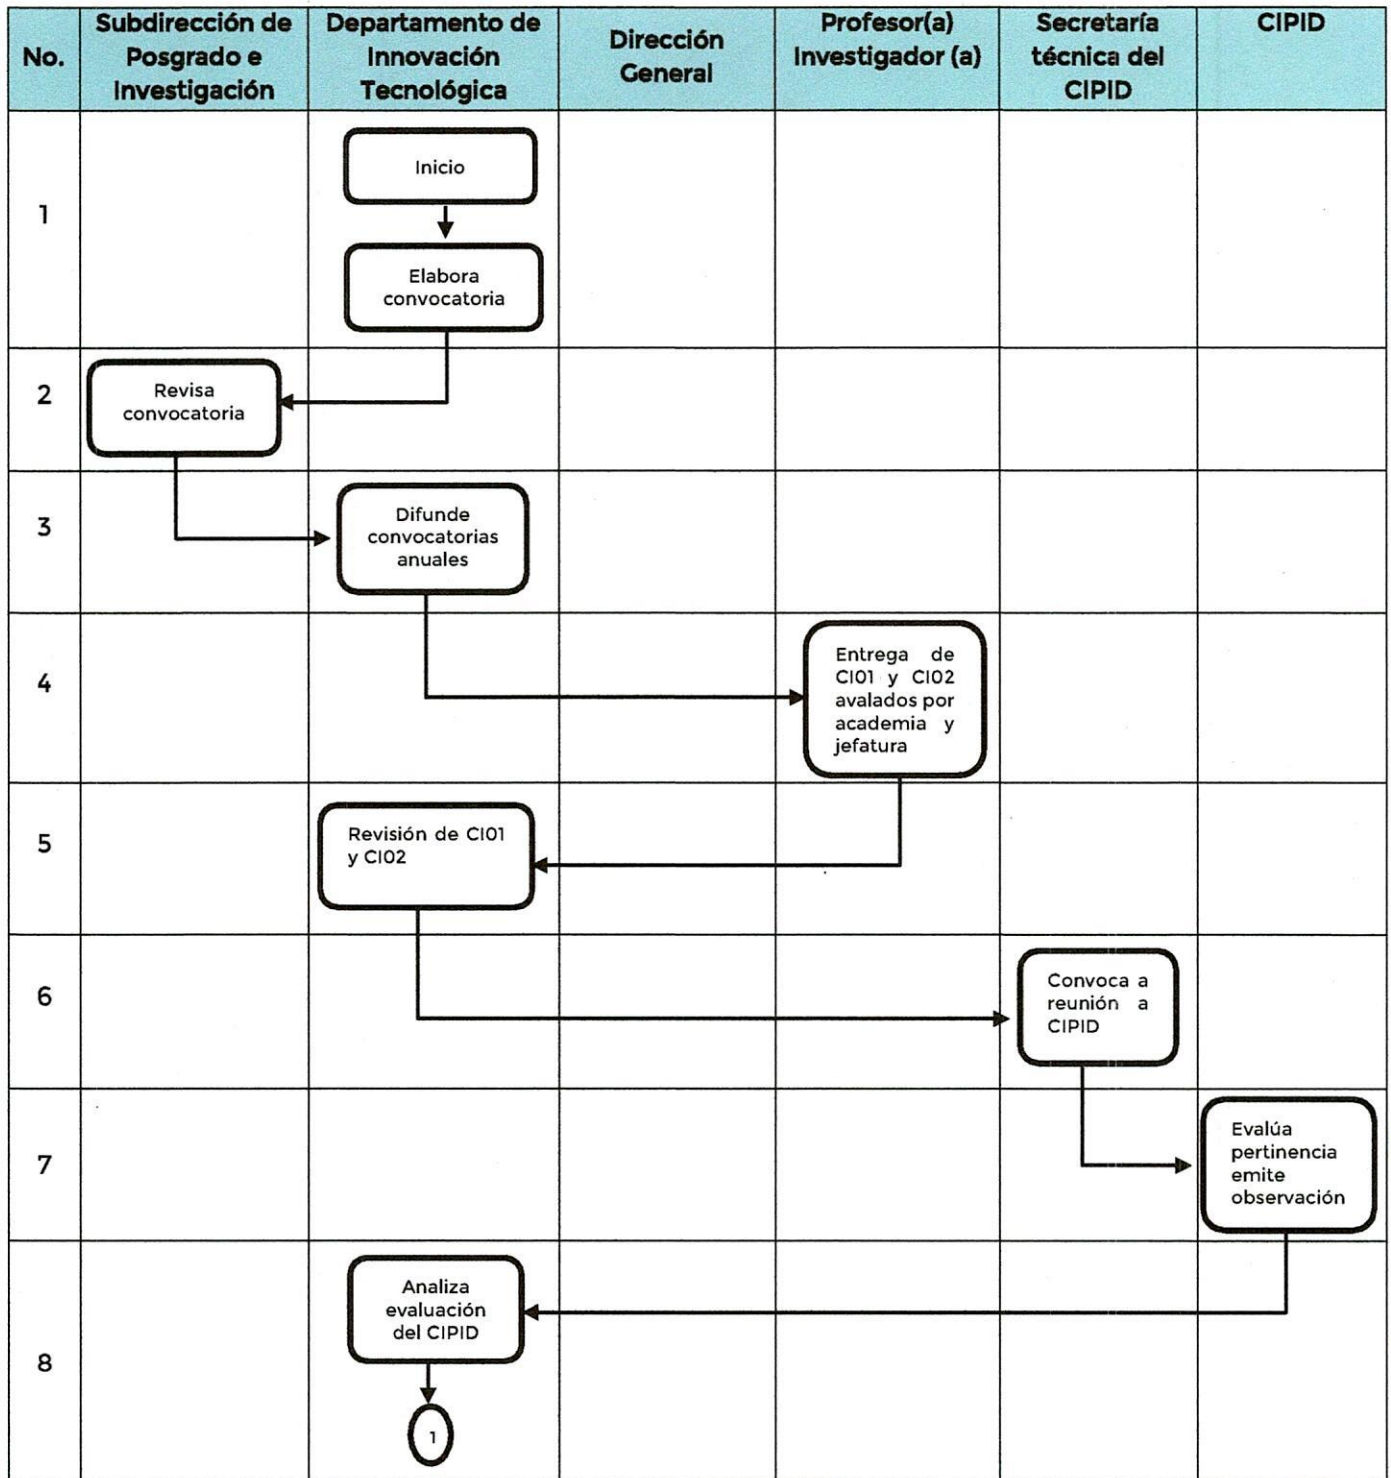 No.
Subdirección de
Posgrado e
Investigación
Departamento de
Innovación
Tecnológica
Dirección
General
Profesor(a)
Investigador (a)
Secretaría
técnica del
CIPID
CIPID
1
Inicio
Elabora
convocatoria
2
Revisa
convocatoria
3
Difunde
convocatorias
anuales
4
Entrega de
CI01 y CI02
avalados por
academia y
jefatura
5
Revisión de CI01
y CI02
6
Convoca a
reunión a
CIPID
7
Evalúa
pertinencia
emite
observación
8
Analiza
evaluación
del CIPID
1